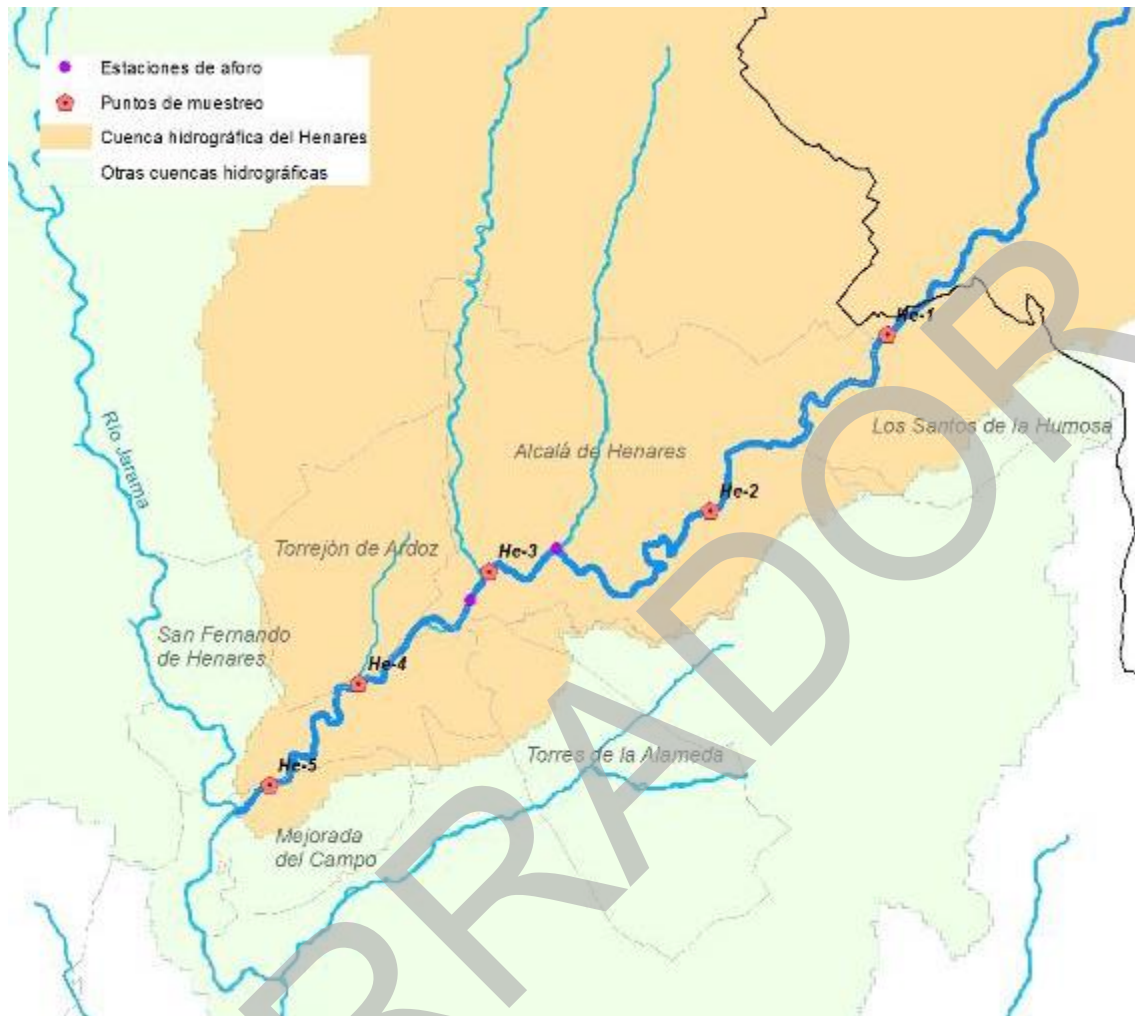 Estaciones de aforo
Puntos de muestreo
Cuenca hidrográfica del Henares
Otras cuencas hidrográficas
He-1
Río Jarama
Los Santos de la Humosa
Alcalá de Henares
He-2
Torrejón de Ardoz
He-3
San Fernando
de Henares
He-4
Torres de la Alameda
He-5
Mejorada
del Campo
RRADOR